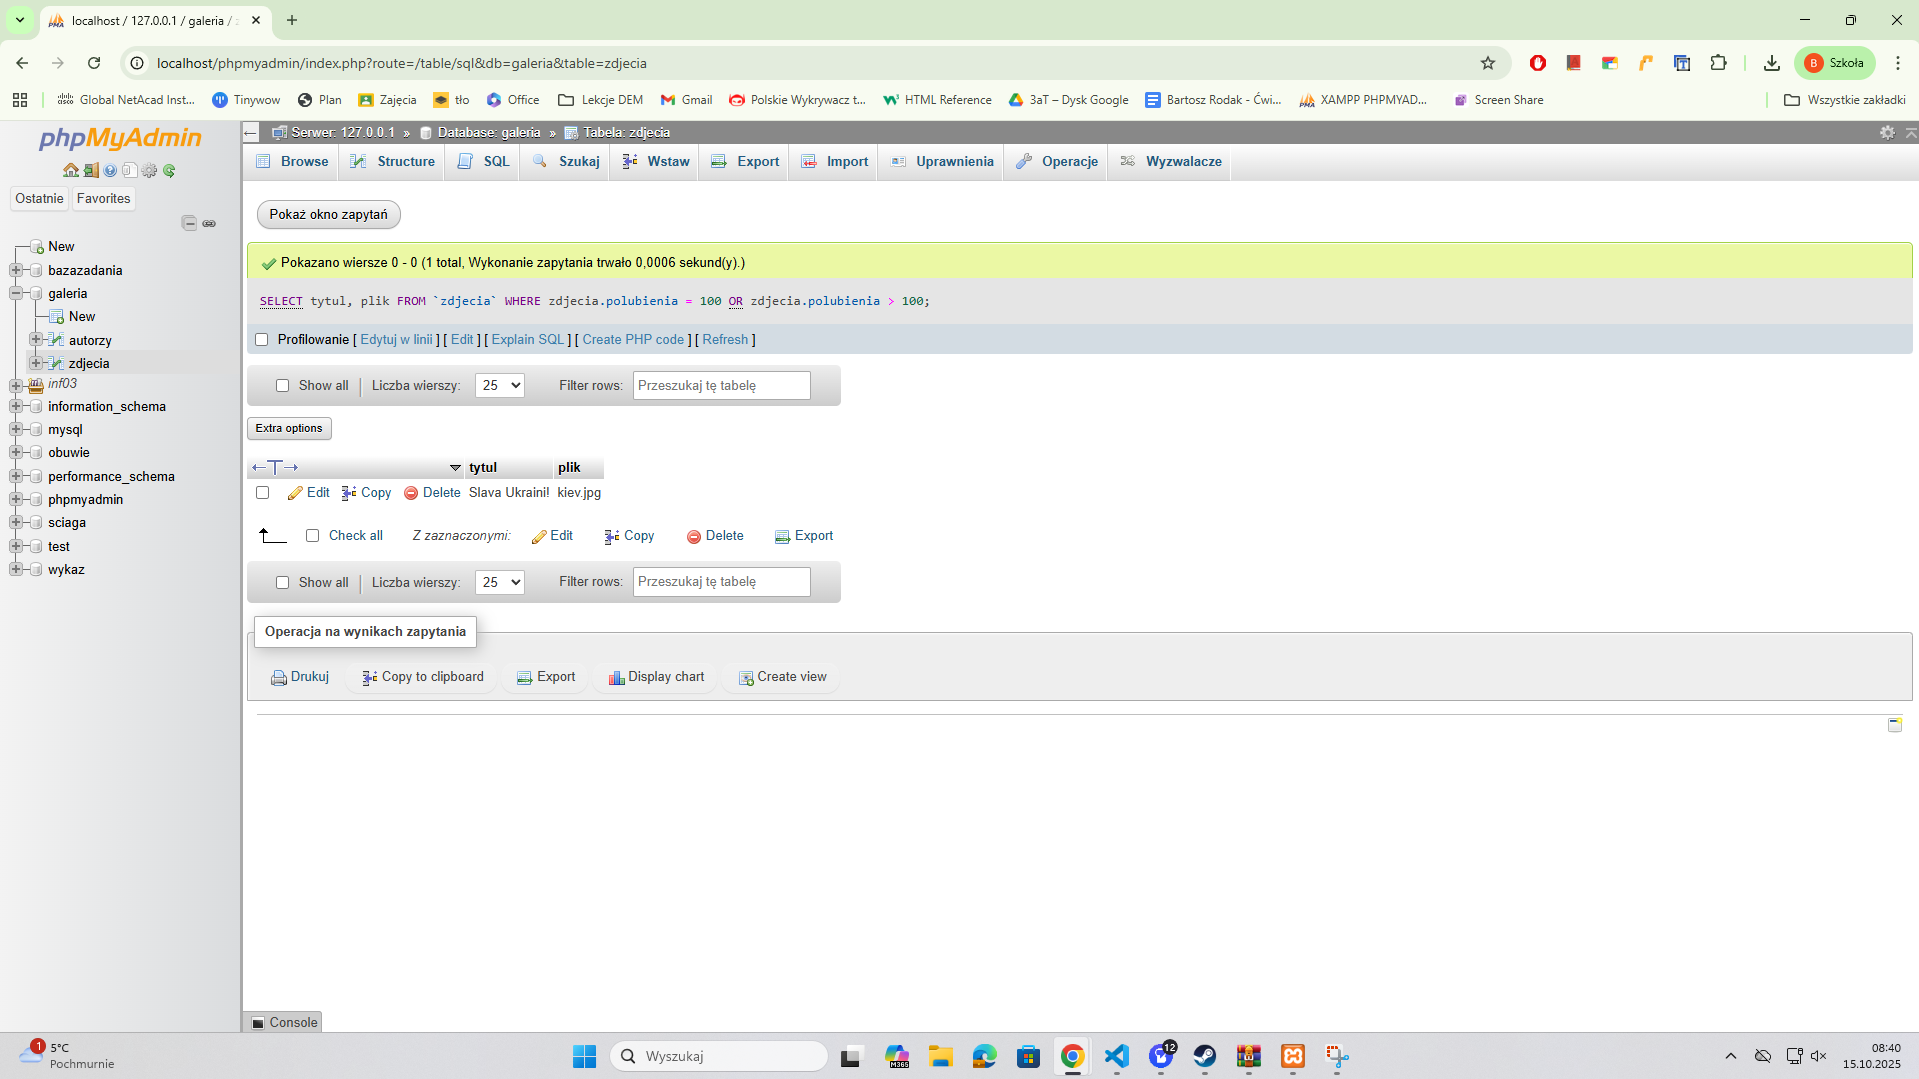 localhost / 127.0.0.1 / galeria /
localhost/phpmyadmin/index.php?route=/table/sql&db=galeria&table=zdjecia
B Szkoła
Global NetAcad Inst...
Tinywow
Plan
Zajęcia
tło
Office
Lekcje DEM
Gmail
Polskie Wykrywacz t...
HTML Reference
3aT – Dysk Google
Bartosz Rodak - Ćwi...
XAMPP PHPMYAD...
Screen Share
Wszystkie zakładki
phpMyAdmin
Ostatnie Favorites
New
bazazadania
galeria
New
autorzy
zdjecia
inf03
information_schema
mysql
obuwie
performance_schema
phpmyadmin
sciaga
test
wykaz
Serwer: 127.0.0.1 » Database: galeria » Tabela: zdjecia
Browse Structure SQL Szukaj Wstaw Export Import Uprawnienia Operacje Wyzwalacze
Pokaż okno zapytań
Pokazano wiersze 0 - 0 (1 total, Wykonanie zapytania trwało 0,0006 sekund(y).)
SELECT tytul, plik FROM `zdjecia` WHERE zdjecia.polubienia = 100 OR zdjecia.polubienia > 100;
Profilowanie [ Edytuj w linii ] [ Edit ] [ Explain SQL ] [ Create PHP code ] [ Refresh ]
Show all | Liczba wierszy: 25 Filter rows: Przeszukaj tę tabelę
Extra options
←T→ tytul plik
Edit Copy Delete Slava Ukraini! kiev.jpg
Check all Z zaznaczonymi: Edit Copy Delete Export
Show all | Liczba wierszy: 25 Filter rows: Przeszukaj tę tabelę
Operacja na wynikach zapytania
Drukuj Copy to clipboard Export Display chart Create view
Console
1
5°C
Pochmurnie
Wyszukaj
M365
12
08:40
15.10.2025